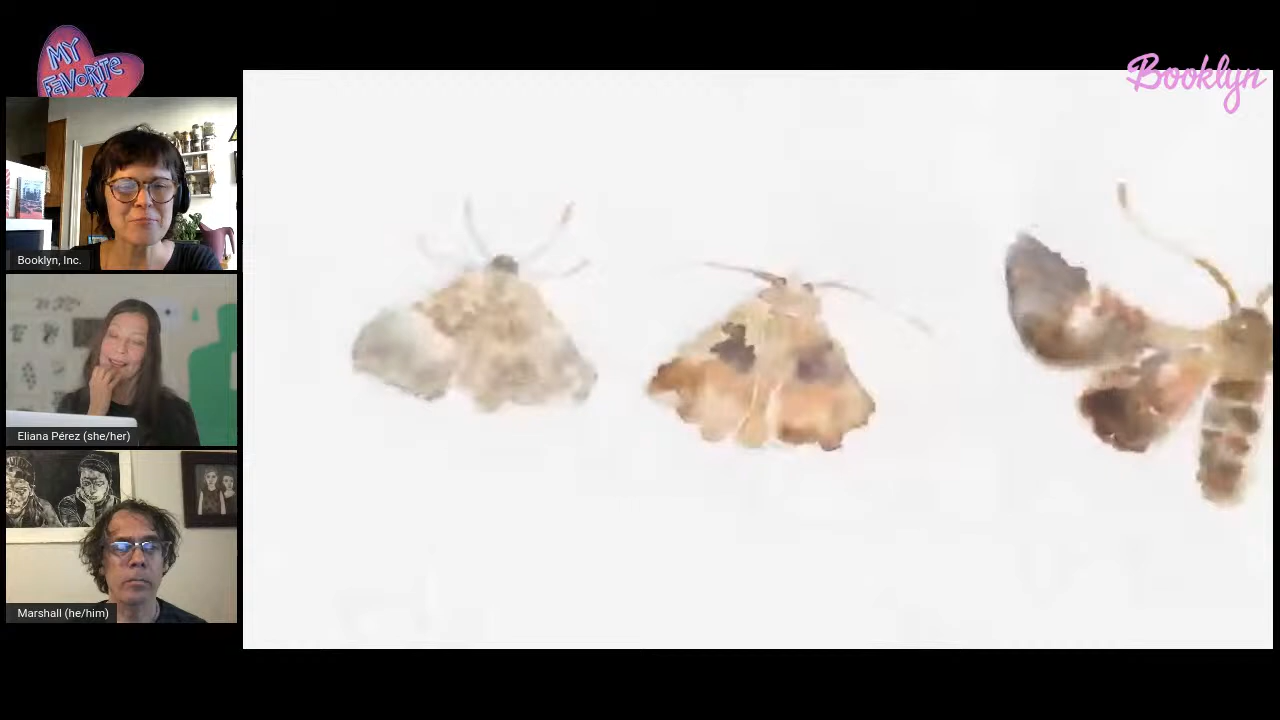 MY
FAVORITE
Booklyn
Booklyn, Inc.
Eliana Pérez (she/her)
Marshall (he/him)